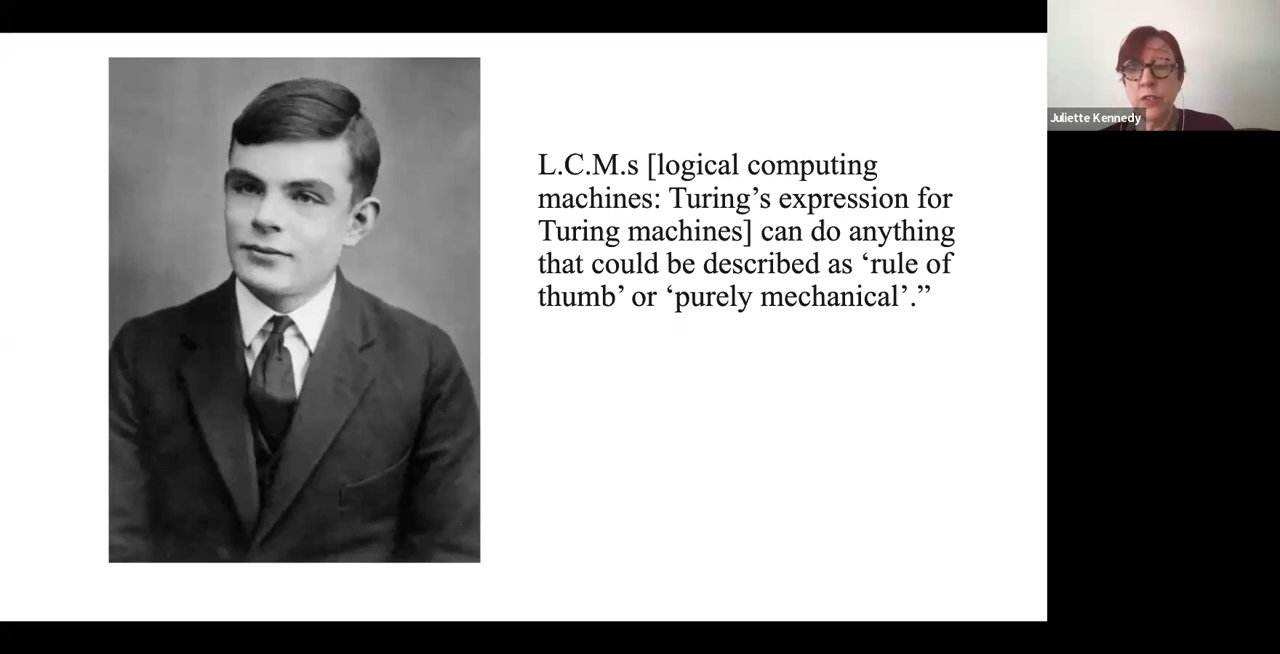 L.C.M.s [logical computing
machines: Turing’s expression for
Turing machines] can do anything
that could be described as ‘rule of
thumb’ or ‘purely mechanical’.”
Juliette Kennedy